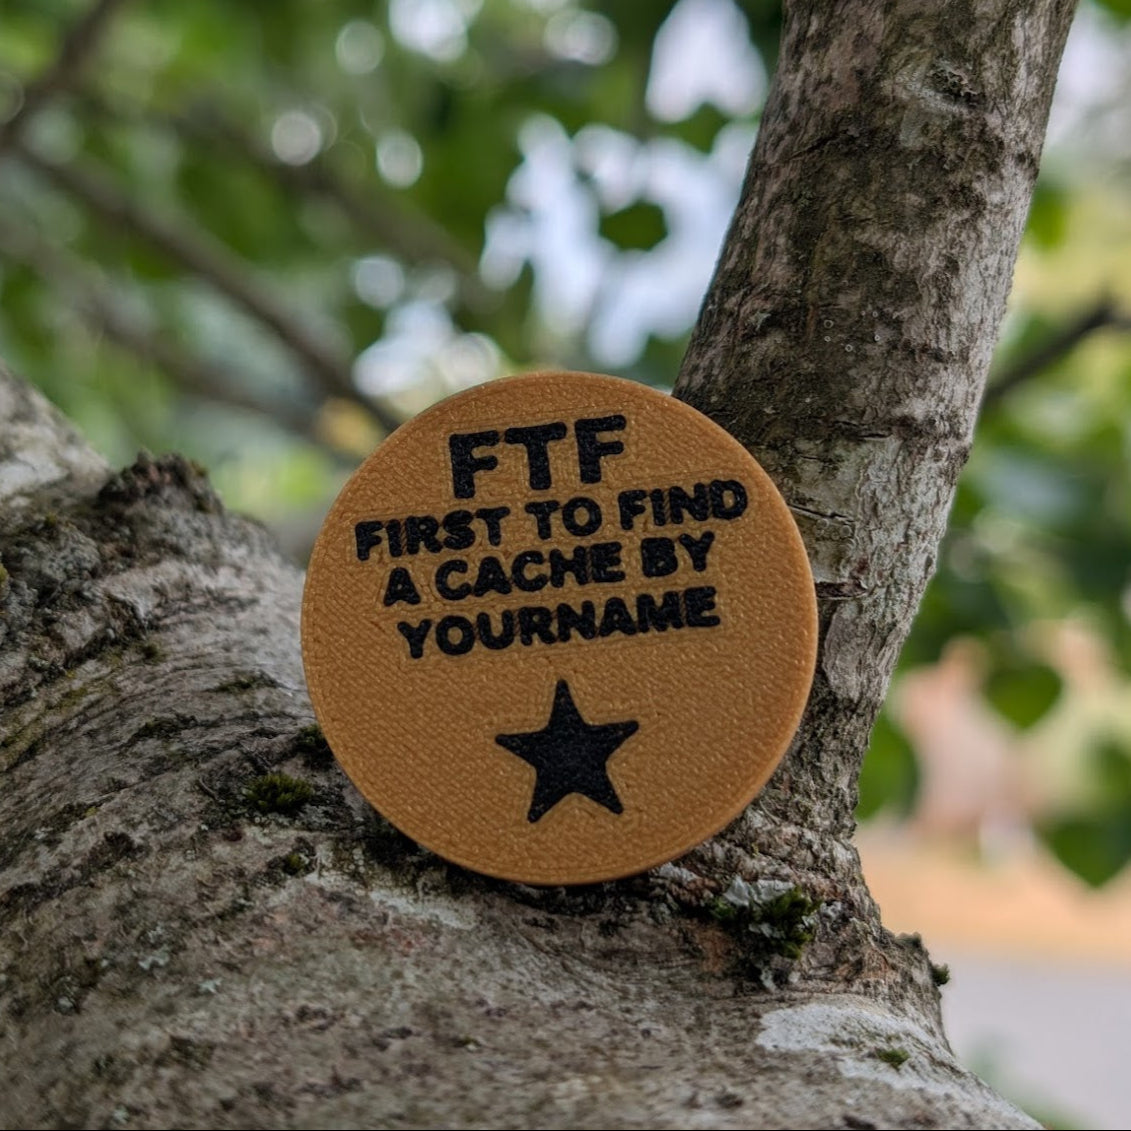 FTF
FIRST TO FIND
A CACHE BY
YOURNAME